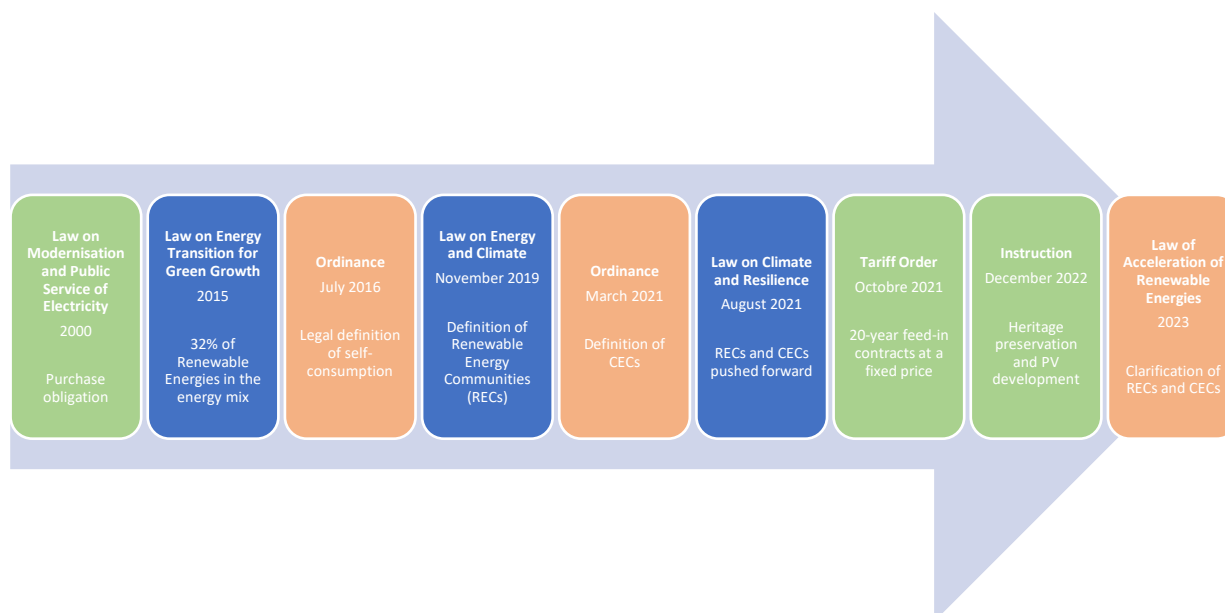 Law on
Modernisation
and Public
Service of
Electricity
2000
Purchase
obligation
Law on Energy
Transition for
Green Growth
2015
32% of
Renewable
Energies in the
energy mix
Ordinance
July 2016
Legal definition
of self-
consumption
Law on Energy
and Climate
November 2019
Definition of
Renewable
Energy
Communities
(RECs)
Ordinance
March 2021
Definition of CECs
Law on Climate
and Resilience
August 2021
RECs and CECs
pushed forward
Tariff Order
Octobre 2021
20-year feed-in
contracts at a
fixed price
Instruction
December 2022
Heritage
preservation
and PV
development
Law of
Acceleration of
Renewable
Energies
2023
Clarification of
RECs and CECs